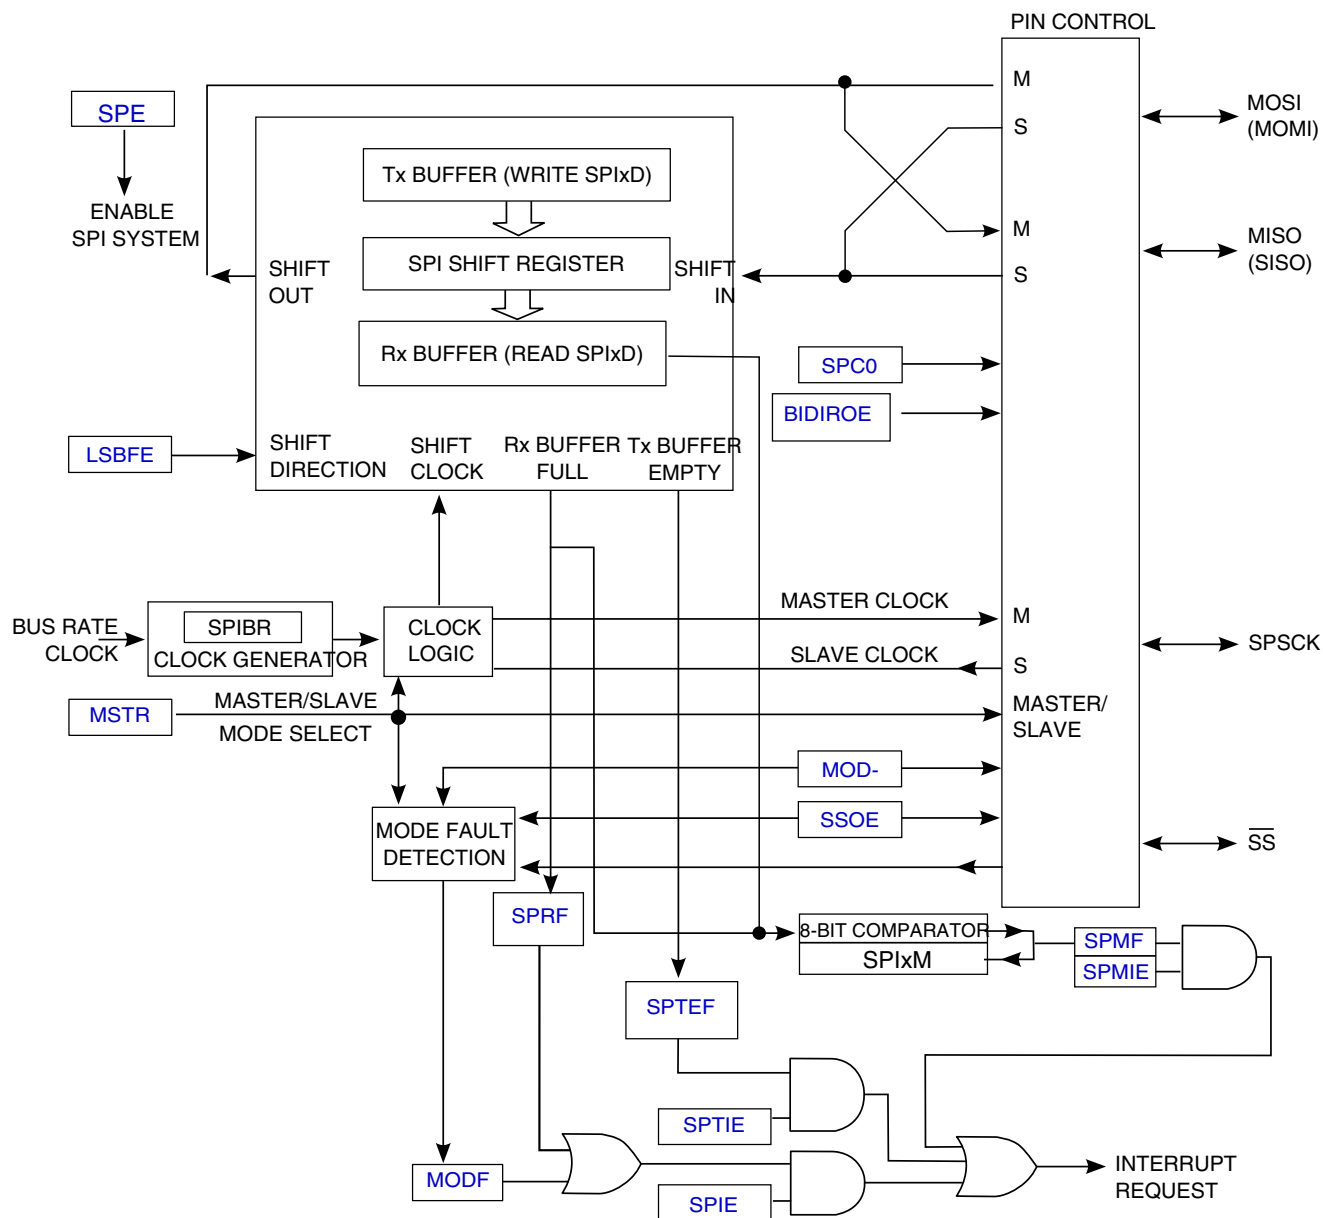 PIN CONTROL
SPE
ENABLE
SPI SYSTEM
Tx BUFFER (WRITE SPIxD)
SPI SHIFT REGISTER
Rx BUFFER (READ SPIxD)
SHIFT
OUT
SHIFT
IN
M
S
M
S
MOSI
(MOMI)
MISO
(SISO)
SPC0
BIDIROE
LSBFE
SHIFT
DIRECTION
SHIFT
CLOCK
Rx BUFFER
FULL
Tx BUFFER
EMPTY
BUS RATE
CLOCK
SPIBR
CLOCK GENERATOR
CLOCK
LOGIC
MASTER CLOCK
SLAVE CLOCK
M
S
SPSCK
MSTR
MASTER/SLAVE
MODE SELECT
MASTER/
SLAVE
MOD-
SSOE
MODE FAULT
DETECTION
SS
SPRF
8-BIT COMPARATOR
SPIxM
SPMF
SPMIE
SPTEF
SPTIE
MODF
SPIE
INTERRUPT
REQUEST